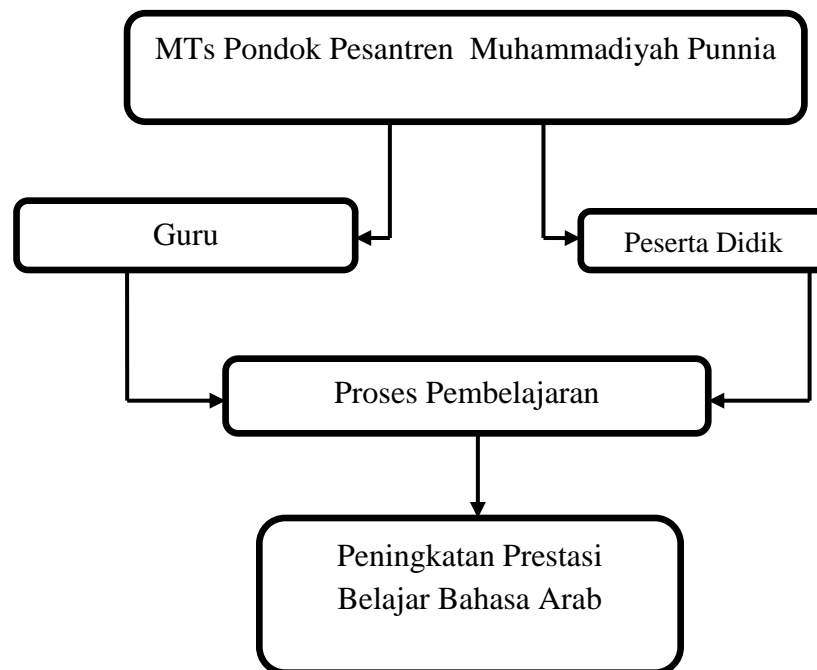 MTs Pondok Pesantren  Muhammadiyah Punnia
Guru
Peserta Didik
Proses Pembelajaran
Peningkatan Prestasi
Belajar Bahasa Arab